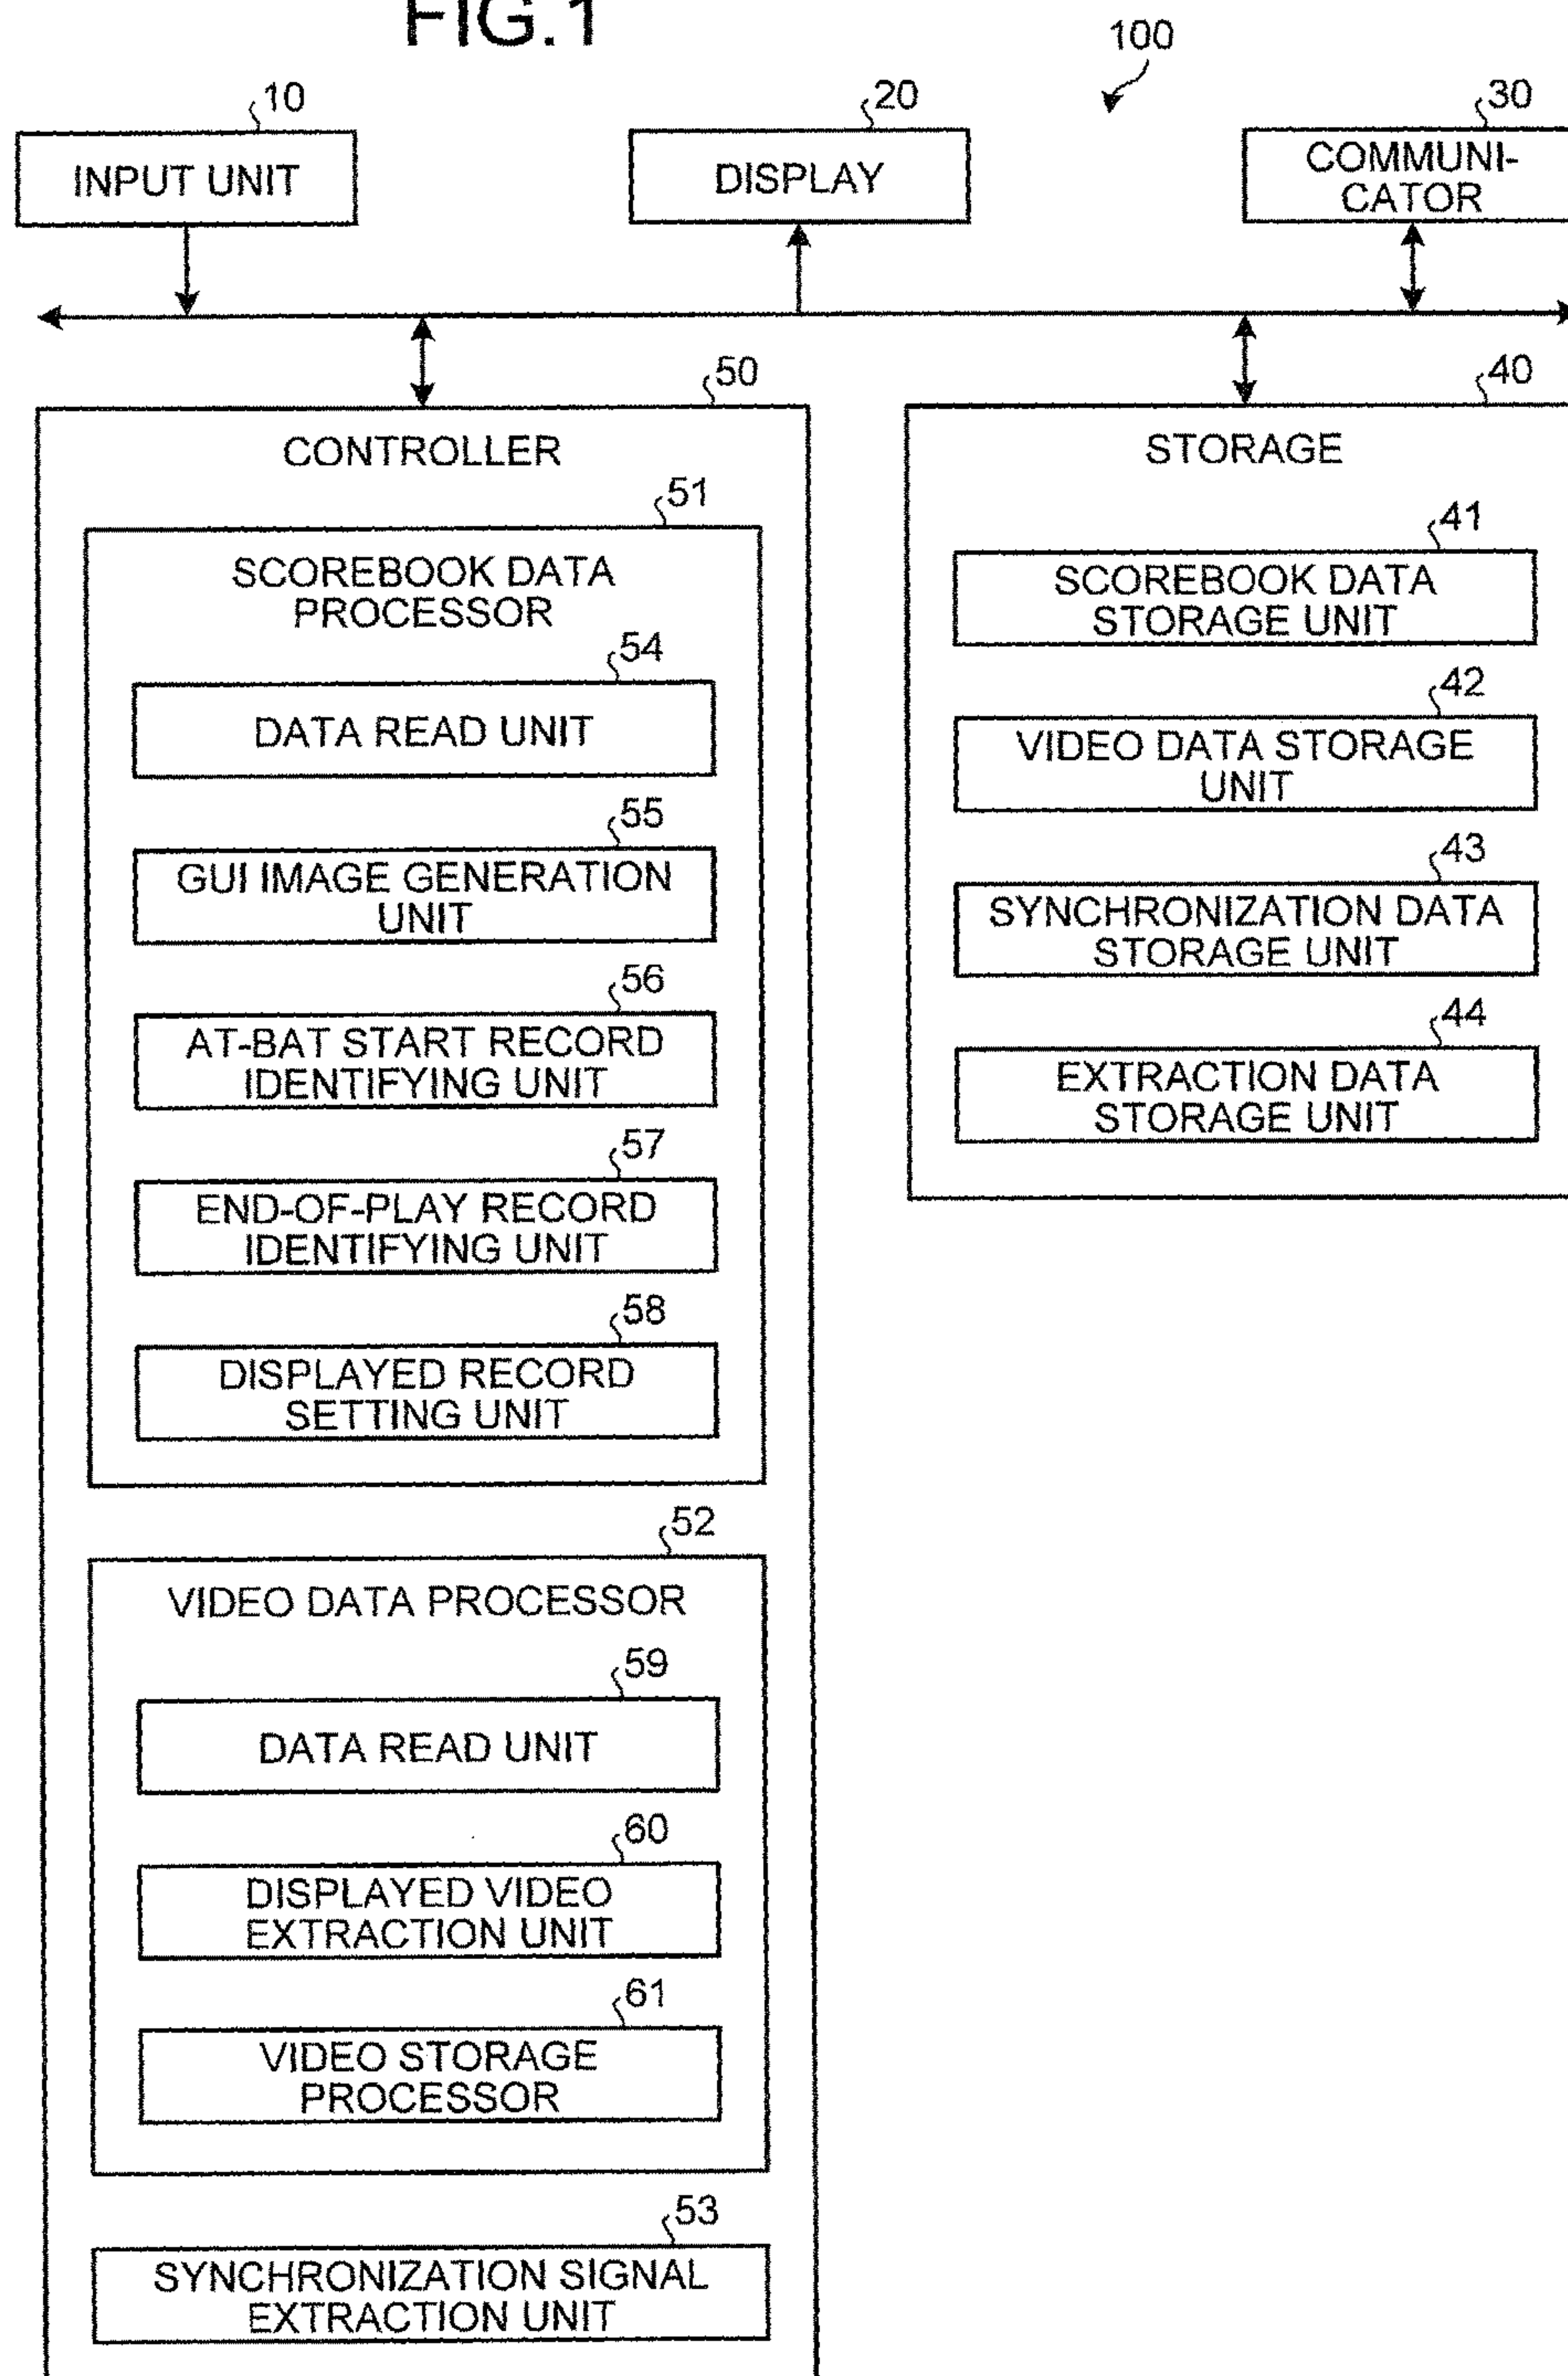 FIG.1
100
10
INPUT UNIT
20
DISPLAY
30
COMMUNI-
CATOR
50
CONTROLLER
51
SCOREBOOK DATA
PROCESSOR
54
DATA READ UNIT
55
GUI IMAGE GENERATION
UNIT
56
AT-BAT START RECORD
IDENTIFYING UNIT
57
END-OF-PLAY RECORD
IDENTIFYING UNIT
58
DISPLAYED RECORD
SETTING UNIT
52
VIDEO DATA PROCESSOR
59
DATA READ UNIT
60
DISPLAYED VIDEO
EXTRACTION UNIT
61
VIDEO STORAGE
PROCESSOR
53
SYNCHRONIZATION SIGNAL
EXTRACTION UNIT
40
STORAGE
41
SCOREBOOK DATA
STORAGE UNIT
42
VIDEO DATA STORAGE
UNIT
43
SYNCHRONIZATION DATA
STORAGE UNIT
44
EXTRACTION DATA
STORAGE UNIT